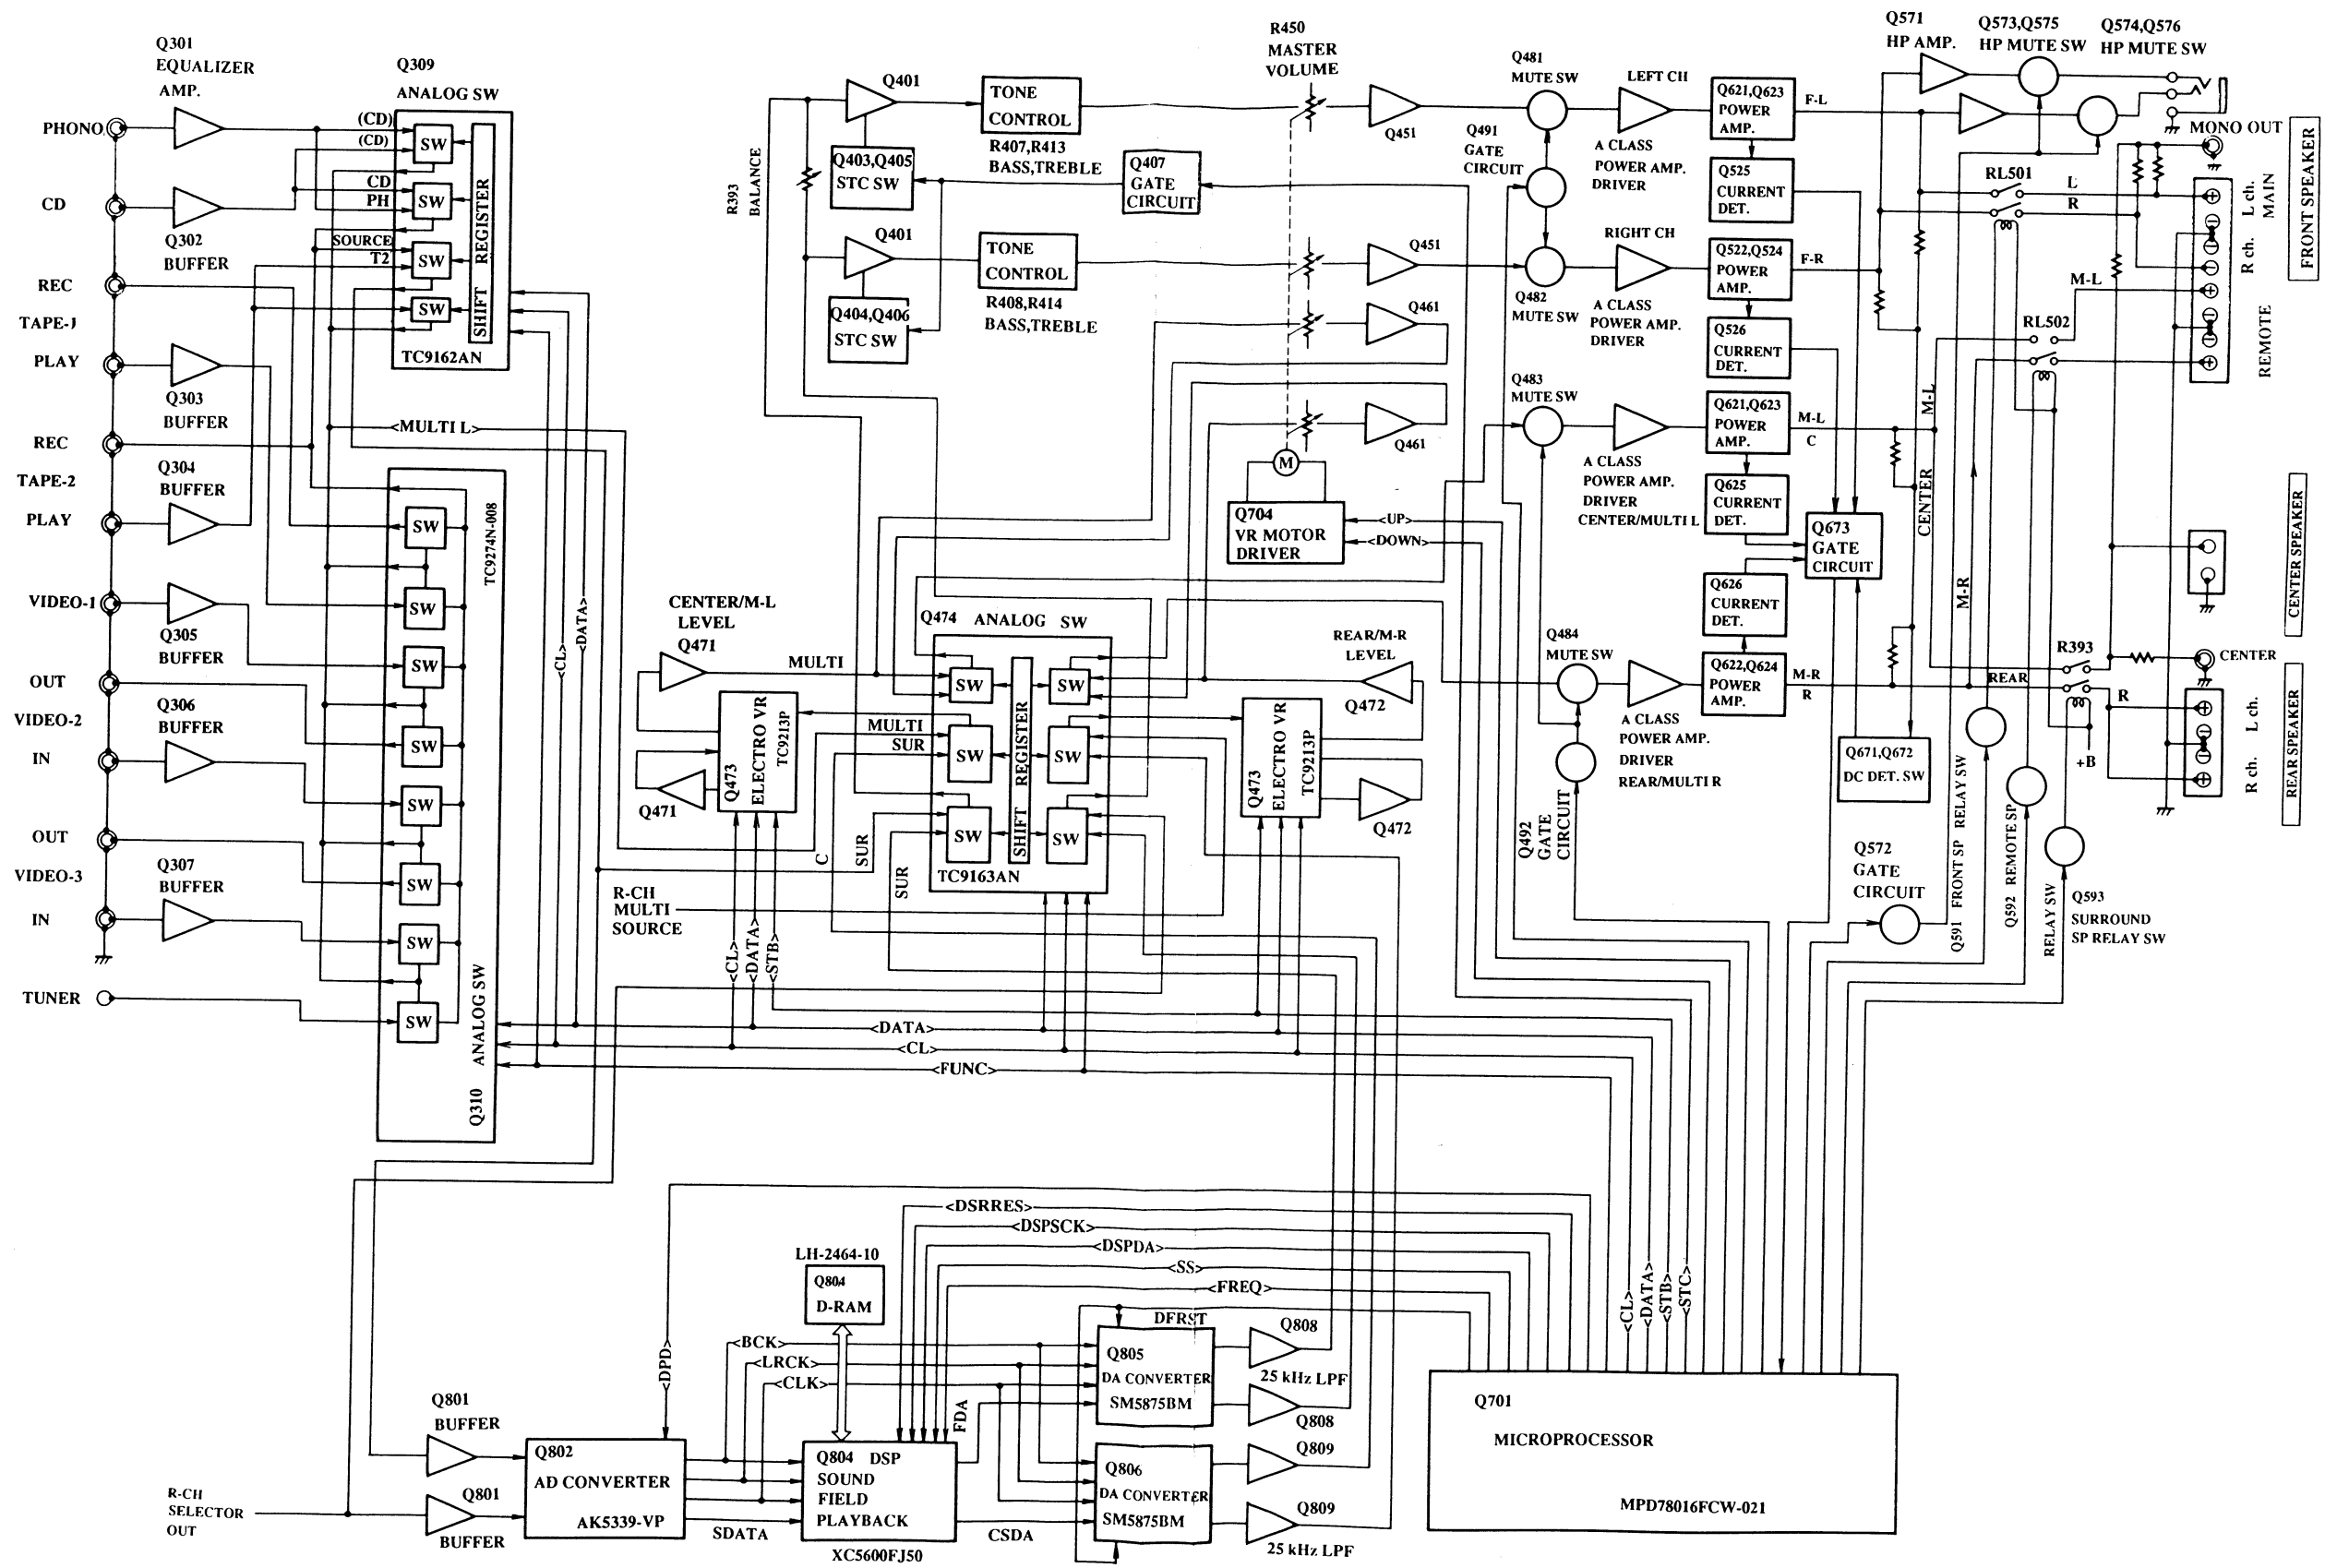 Q301
EQUALIZER
AMP.
PHONO
CD
Q302
BUFFER
REC
TAPE-1
PLAY
Q303
BUFFER
REC
TAPE-2
Q304
BUFFER
PLAY
VIDEO-1
Q305
BUFFER
OUT
VIDEO-2
Q306
BUFFER
IN
OUT
VIDEO-3
Q307
BUFFER
IN
TUNER
Q309
ANALOG SW
(CD)
(CD)
CD
PH
SOURCE
T2
SW
SW
SW
SW
SHIFT REGISTER
TC9162AN
<MULTI L>
TC9274N-008
SW
SW
SW
SW
SW
SW
SW
SW
ANALOG SW
Q310
<CL>
<DATA>
R393
BALANCE
Q401
TONE
CONTROL
R407,R413
BASS,TREBLE
Q403,Q405
STC SW
Q407
GATE
CIRCUIT
Q401
TONE
CONTROL
R408,R414
BASS,TREBLE
Q404,Q406
STC SW
R450
MASTER
VOLUME
Q451
Q451
Q461
Q461
M
Q704
VR MOTOR
DRIVER
<UP>
<DOWN>
CENTER/M-L
LEVEL
Q471
MULTI
Q471
Q473
ELECTRO VR
TC9213P
MULTI
SUR
C
SUR
SUR
Q474
ANALOG SW
SW
SW
SW
SW
SW
SW
SHIFT REGISTER
TC9163AN
REAR/M-R
LEVEL
Q472
Q473
ELECTRO VR
TC9213P
Q472
R-CH
MULTI
SOURCE
<CL>
<DATA>
<STB>
<DATA>
<CL>
<FUNC>
Q481
MUTE SW
Q491
GATE
CIRCUIT
Q482
MUTE SW
Q483
MUTE SW
Q484
MUTE SW
Q492
GATE
CIRCUIT
LEFT CH
A CLASS
POWER AMP.
DRIVER
RIGHT CH
A CLASS
POWER AMP.
DRIVER
A CLASS
POWER AMP.
DRIVER
CENTER/MULTI L
A CLASS
POWER AMP.
DRIVER
REAR/MULTI R
Q621,Q623
POWER
AMP.
F-L
Q525
CURRENT
DET.
Q522,Q524
POWER
AMP.
F-R
Q526
CURRENT
DET.
Q621,Q623
POWER
AMP.
M-L
C
Q625
CURRENT
DET.
Q626
CURRENT
DET.
Q622,Q624
POWER
AMP.
M-R
R
Q673
GATE
CIRCUIT
Q671,Q672
DC DET. SW
Q572
GATE
CIRCUIT
Q571
HP AMP.
Q573,Q575
HP MUTE SW
Q574,Q576
HP MUTE SW
MONO OUT
RL501
L
R
M-L
RL502
M-L
CENTER
M-R
REAR
R393
CENTER
R
+B
L ch.
R ch.
MAIN
REMOTE
FRONT SPEAKER
CENTER SPEAKER
L ch.
R ch.
REAR SPEAKER
Q591 FRONT SP RELAY SW
Q592 REMOTE SP
RELAY SW
Q593
SURROUND
SP RELAY SW
<DSRRES>
<DSPSCK>
<DSPDA>
<SS>
<FREQ>
<DPD>
LH-2464-10
Q804
D-RAM
<BCK>
<LRCK>
<CLK>
FDA
DFRST
Q805
DA CONVERTER
SM5875BM
Q808
25 kHz LPF
Q808
Q806
DA CONVERTER
SM5875BM
Q809
Q809
25 kHz LPF
Q801
BUFFER
Q801
BUFFER
R-CH
SELECTOR
OUT
Q802
AD CONVERTER
AK5339-VP
SDATA
Q804 DSP
SOUND
FIELD
PLAYBACK
XC5600FJ50
CSDA
<CL>
<DATA>
<STB>
<STC>
Q701
MICROPROCESSOR
MPD78016FCW-021